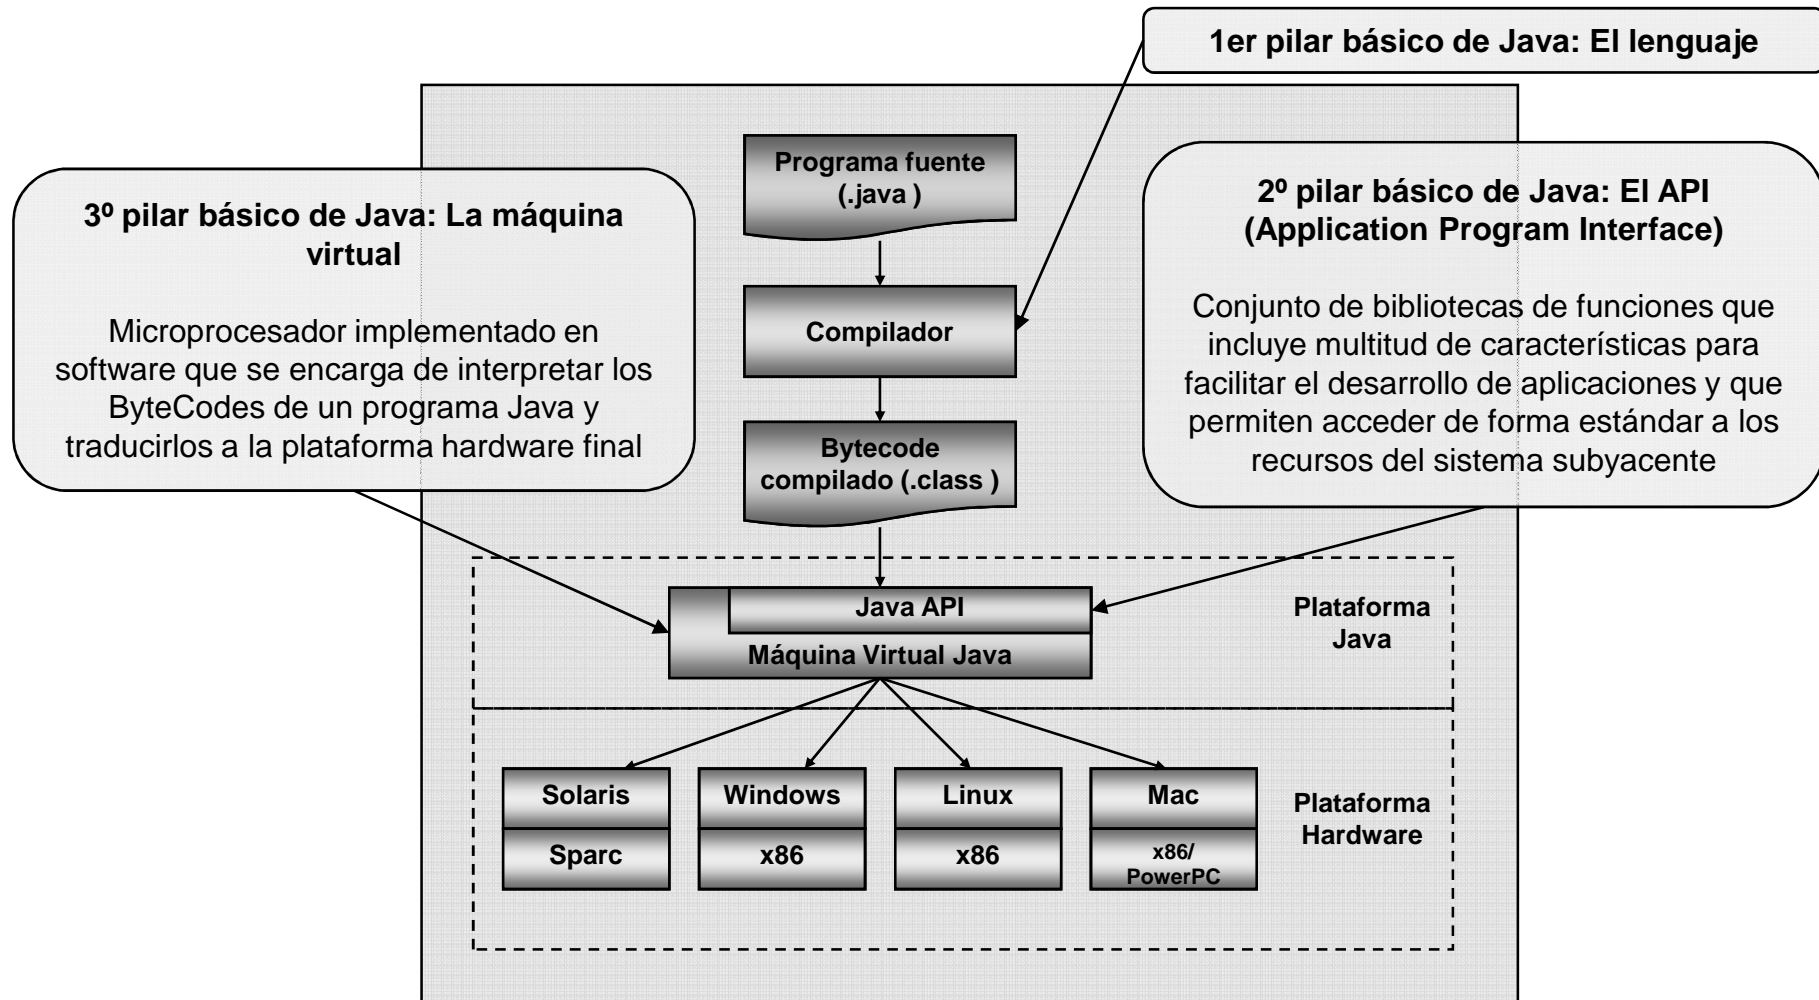 1er pilar básico de Java: El lenguaje
Programa fuente
(.java )
3º pilar básico de Java: La máquina
virtual
Microprocesador implementado en
software que se encarga de interpretar los
ByteCodes de un programa Java y
traducirlos a la plataforma hardware final
2º pilar básico de Java: El API
(Application Program Interface)
Conjunto de bibliotecas de funciones que
incluye multitud de características para
facilitar el desarrollo de aplicaciones y que
permiten acceder de forma estándar a los
recursos del sistema subyacente
Compilador
Bytecode
compilado (.class )
Java API
Máquina Virtual Java
Plataforma
Java
Solaris
Sparc
Windows
x86
Linux
x86
Mac
x86/
PowerPC
Plataforma
Hardware